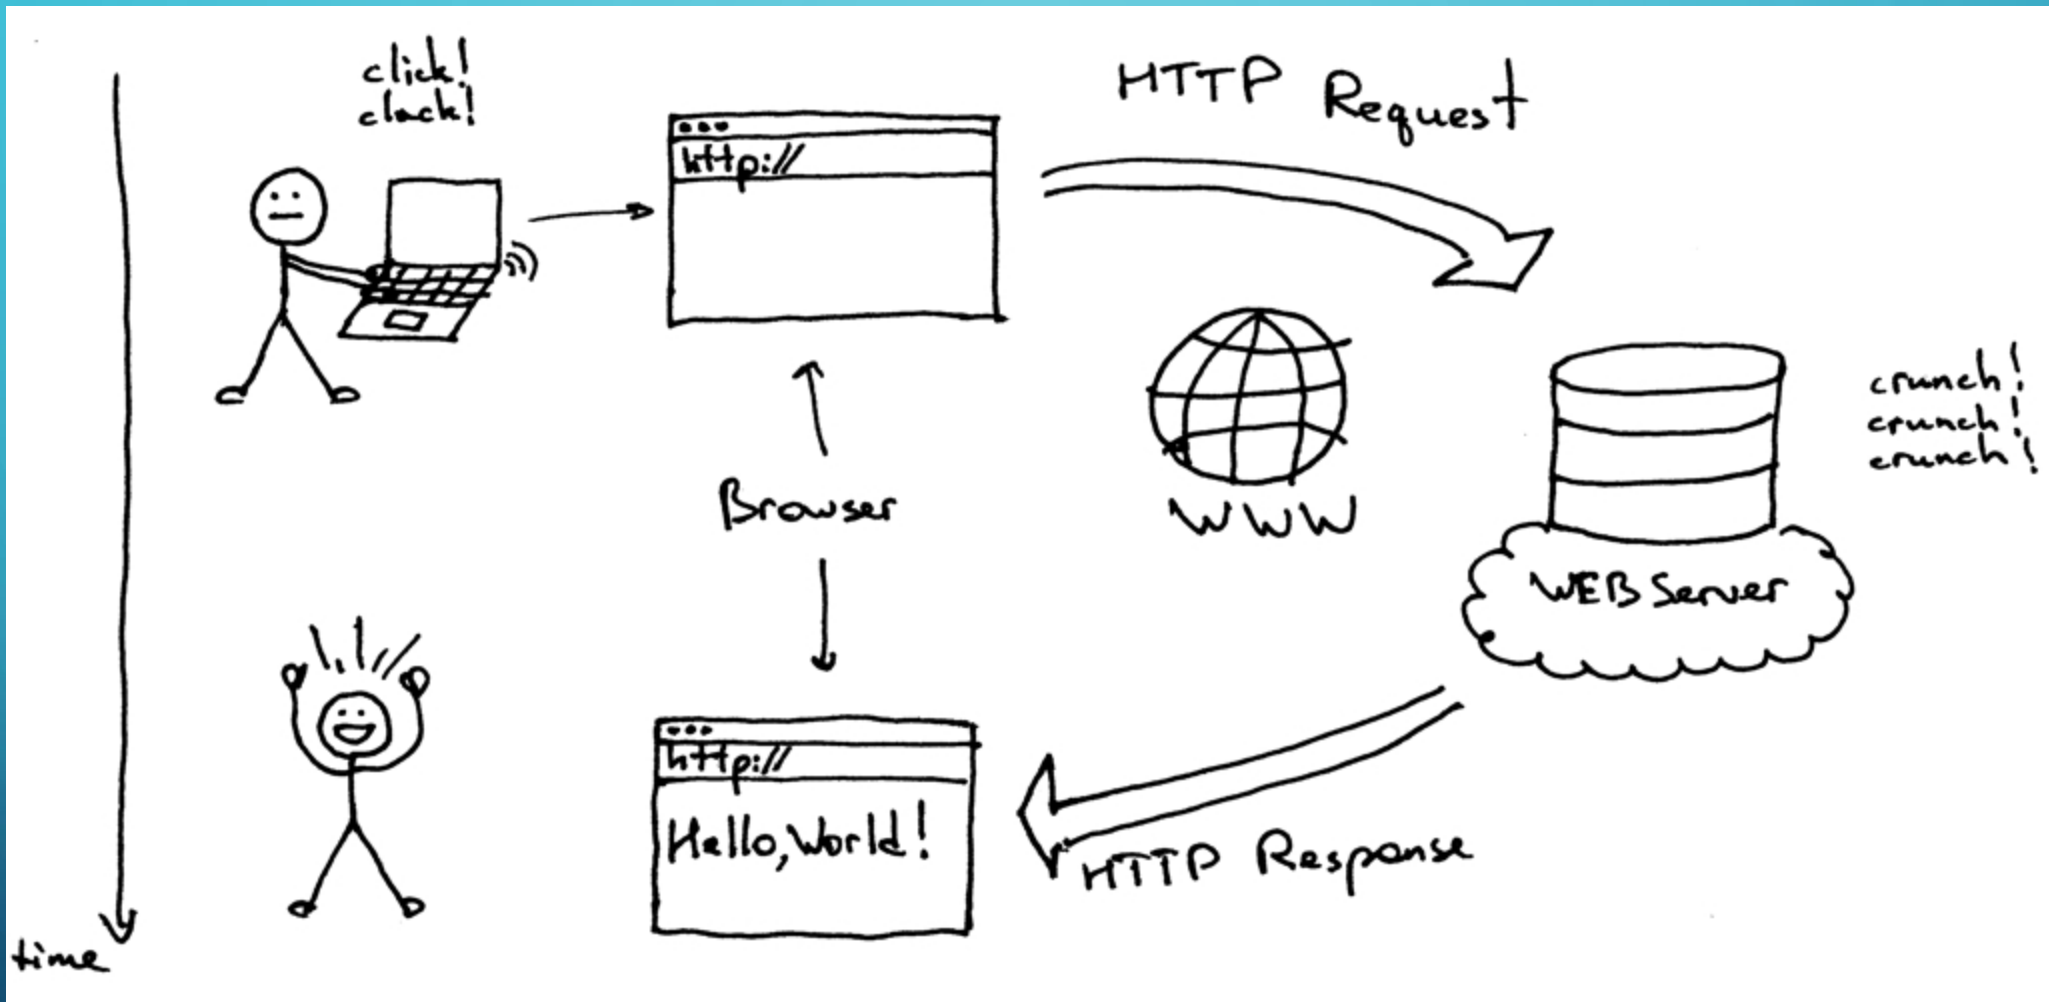 click!
clack!
HTTP Request
http://
crunch!
crunch!
crunch!
Browser
WWW
WEB Server
http://
Hello, World!
HTTP Response
time